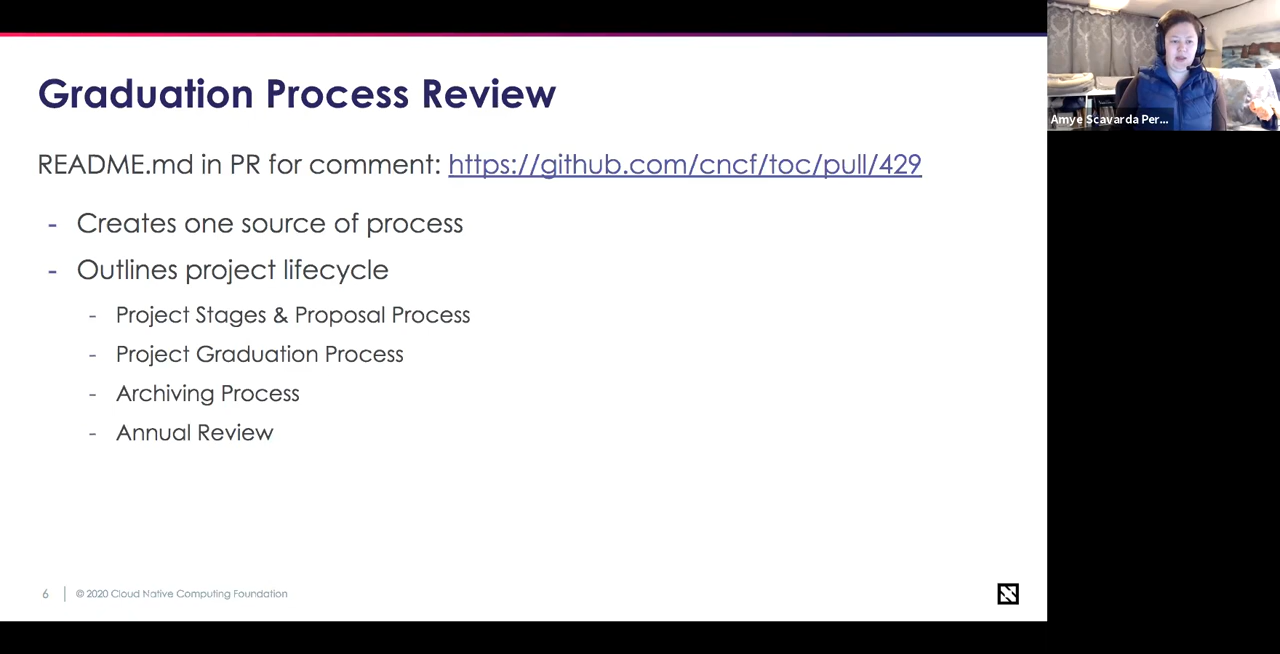 Graduation Process Review
README.md in PR for comment: https://github.com/cncf/toc/pull/429
- Creates one source of process
- Outlines project lifecycle
- Project Stages & Proposal Process
- Project Graduation Process
- Archiving Process
- Annual Review
6 | © 2020 Cloud Native Computing Foundation
Amye Scavarda Per...